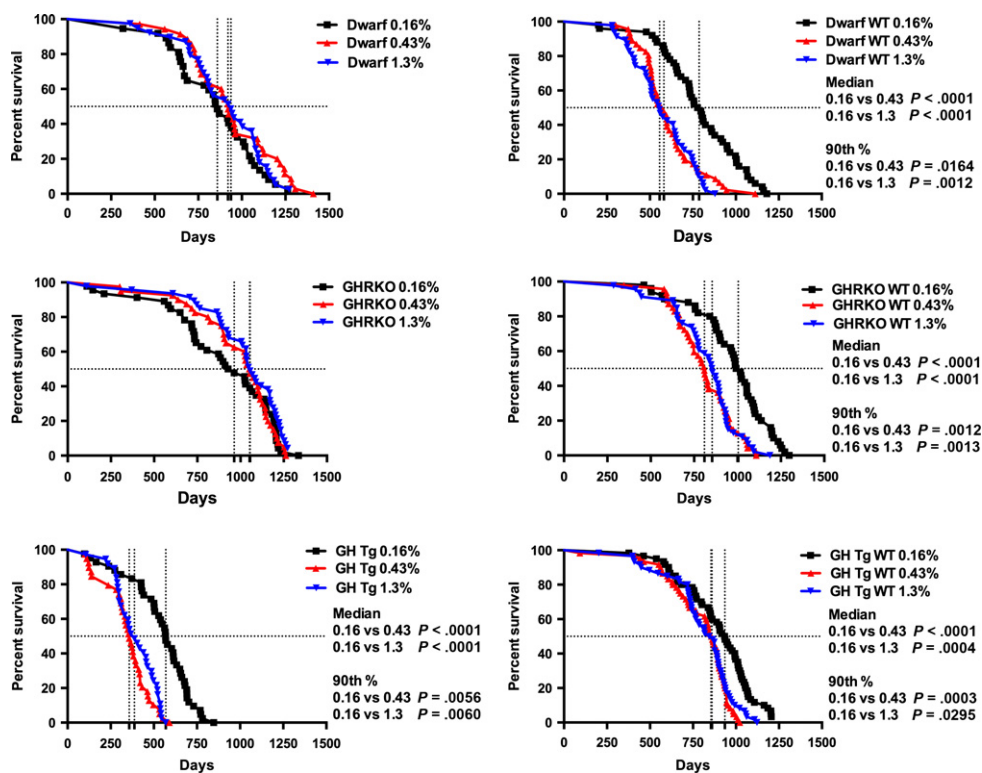 Percent survival
100
80
60
40
20
0
0 250 500 750 1000 1250 1500
Days
Dwarf 0.16%
Dwarf 0.43%
Dwarf 1.3%
Percent survival
100
80
60
40
20
0
0 250 500 750 1000 1250 1500
Days
Dwarf WT 0.16%
Dwarf WT 0.43%
Dwarf WT 1.3%
Median
0.16 vs 0.43 P < .0001
0.16 vs 1.3 P < .0001
90th %
0.16 vs 0.43 P = .0164
0.16 vs 1.3 P = .0012
Percent survival
100
80
60
40
20
0
0 250 500 750 1000 1250 1500
Days
GHRKO 0.16%
GHRKO 0.43%
GHRKO 1.3%
Percent survival
100
80
60
40
20
0
0 250 500 750 1000 1250 1500
Days
GHRKO WT 0.16%
GHRKO WT 0.43%
GHRKO WT 1.3%
Median
0.16 vs 0.43 P < .0001
0.16 vs 1.3 P < .0001
90th %
0.16 vs 0.43 P = .0012
0.16 vs 1.3 P = .0013
Percent survival
100
80
60
40
20
0
0 250 500 750 1000 1250 1500
Days
GH Tg 0.16%
GH Tg 0.43%
GH Tg 1.3%
Median
0.16 vs 0.43 P < .0001
0.16 vs 1.3 P < .0001
90th %
0.16 vs 0.43 P = .0056
0.16 vs 1.3 P = .0060
Percent survival
100
80
60
40
20
0
0 250 500 750 1000 1250 1500
Days
GH Tg WT 0.16%
GH Tg WT 0.43%
GH Tg WT 1.3%
Median
0.16 vs 0.43 P < .0001
0.16 vs 1.3 P = .0004
90th %
0.16 vs 0.43 P = .0003
0.16 vs 1.3 P = .0295